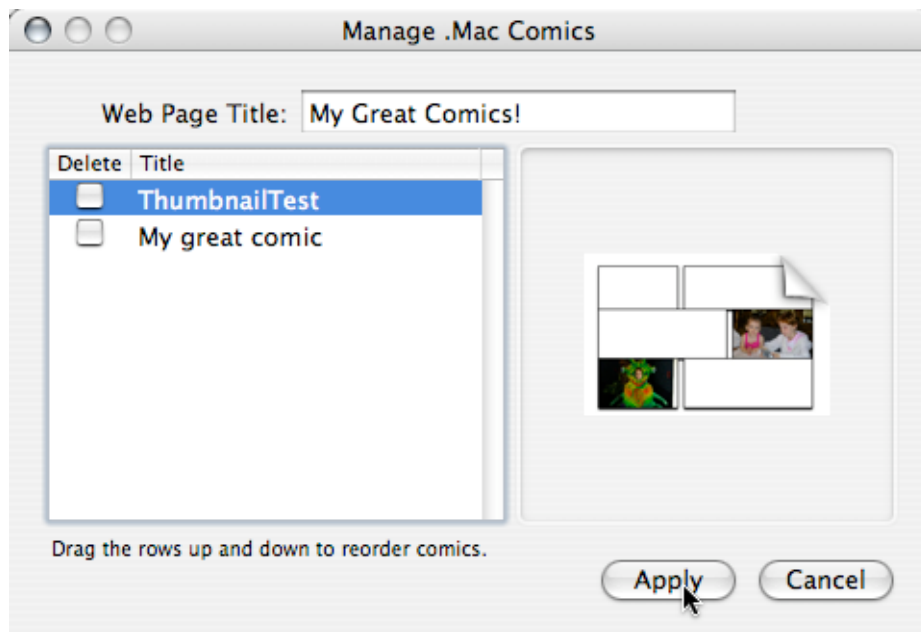 Manage .Mac Comics
Web Page Title: My Great Comics!
Delete Title
ThumbnailTest
My great comic
Drag the rows up and down to reorder comics.
Apply Cancel